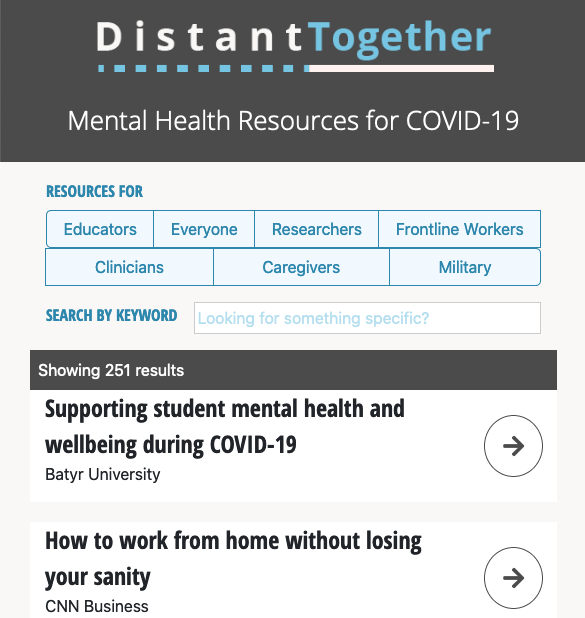 DistantTogether
Mental Health Resources for COVID-19
RESOURCES FOR
Educators Everyone Researchers Frontline Workers
Clinicians Caregivers Military
SEARCH BY KEYWORD Looking for something specific?
Showing 251 results
Supporting student mental health and
wellbeing during COVID-19
Batyr University
How to work from home without losing
your sanity
CNN Business